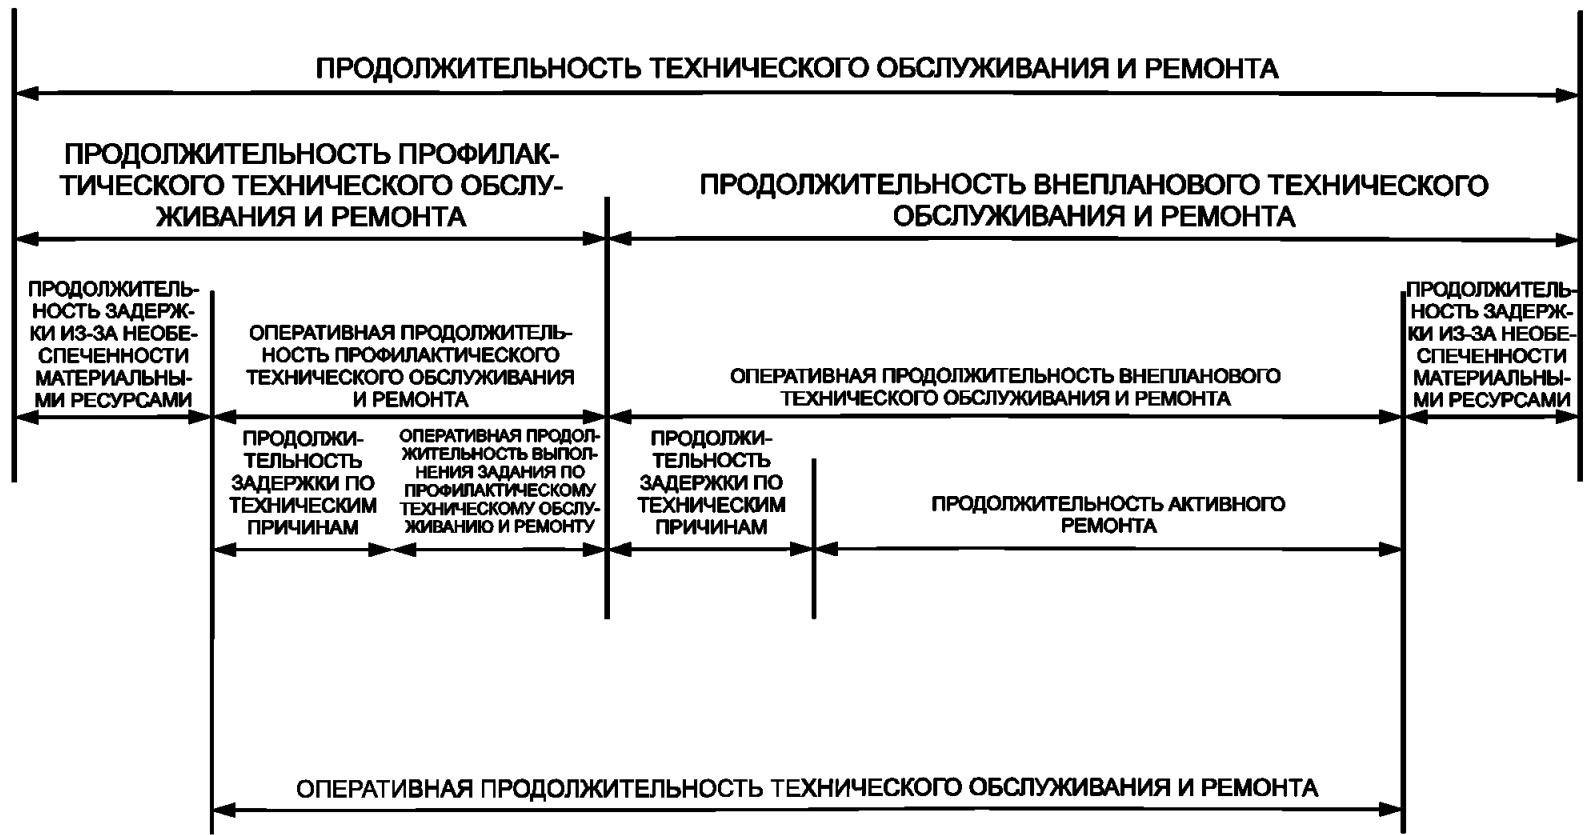 ПРОДОЛЖИТЕЛЬНОСТЬ ТЕХНИЧЕСКОГО ОБСЛУЖИВАНИЯ И РЕМОНТА
ПРОДОЛЖИТЕЛЬНОСТЬ ПРОФИЛАК-
ТИЧЕСКОГО ТЕХНИЧЕСКОГО ОБСЛУ-
ЖИВАНИЯ И РЕМОНТА
ПРОДОЛЖИТЕЛЬНОСТЬ ВНЕПЛАНОВОГО ТЕХНИЧЕСКОГО
ОБСЛУЖИВАНИЯ И РЕМОНТА
ПРОДОЛЖИТЕЛЬ-
НОСТЬ ЗАДЕРЖ-
КИ ИЗ-ЗА НЕОБЕ-
СПЕЧЕННОСТИ
МАТЕРИАЛЬНЫ-
МИ РЕСУРСАМИ
ОПЕРАТИВНАЯ ПРОДОЛЖИТЕЛЬ-
НОСТЬ ПРОФИЛАКТИЧЕСКОГО
ТЕХНИЧЕСКОГО ОБСЛУЖИВАНИЯ
И РЕМОНТА
ОПЕРАТИВНАЯ ПРОДОЛЖИТЕЛЬНОСТЬ ВНЕПЛАНОВОГО
ТЕХНИЧЕСКОГО ОБСЛУЖИВАНИЯ И РЕМОНТА
ПРОДОЛЖИТЕЛЬ-
НОСТЬ ЗАДЕРЖ-
КИ ИЗ-ЗА НЕОБЕ-
СПЕЧЕННОСТИ
МАТЕРИАЛЬНЫ-
МИ РЕСУРСАМИ
ПРОДОЛЖИ-
ТЕЛЬНОСТЬ
ЗАДЕРЖКИ ПО
ТЕХНИЧЕСКИМ
ПРИЧИНАМ
ОПЕРАТИВНАЯ ПРОДОЛ-
ЖИТЕЛЬНОСТЬ ВЫПОЛ-
НЕНИЯ ЗАДАНИЯ ПО
ПРОФИЛАКТИЧЕСКОМУ
ТЕХНИЧЕСКОМУ ОБСЛУ-
ЖИВАНИЮ И РЕМОНТУ
ПРОДОЛЖИ-
ТЕЛЬНОСТЬ
ЗАДЕРЖКИ ПО
ТЕХНИЧЕСКИМ
ПРИЧИНАМ
ПРОДОЛЖИТЕЛЬНОСТЬ АКТИВНОГО
РЕМОНТА
ОПЕРАТИВНАЯ ПРОДОЛЖИТЕЛЬНОСТЬ ТЕХНИЧЕСКОГО ОБСЛУЖИВАНИЯ И РЕМОНТА